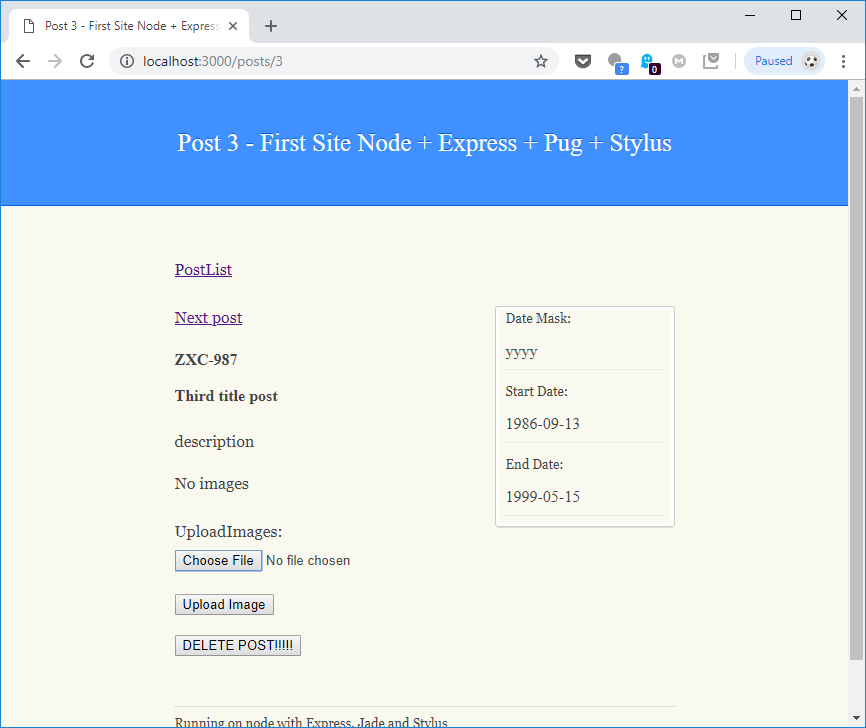 Post 3 - First Site Node + Express
localhost:3000/posts/3
?
0
M
Paused
Post 3 - First Site Node + Express + Pug + Stylus
PostList
Next post
ZXC-987
Third title post
description
No images
UploadImages:
Choose File No file chosen
Upload Image
DELETE POST!!!!!
Date Mask:
yyyy
Start Date:
1986-09-13
End Date:
1999-05-15
Running on node with Express, Jade and Stylus